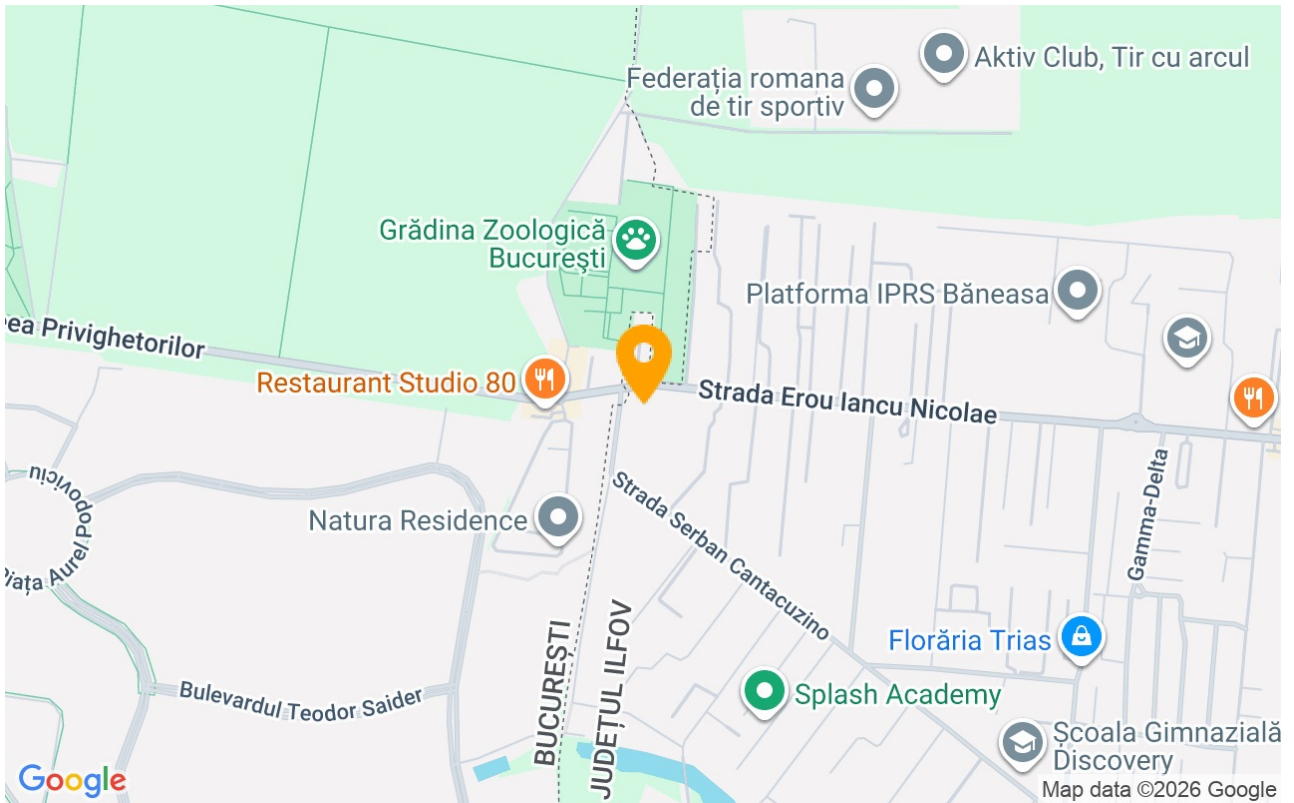 Aktiv Club, Tir cu arcul
Federația romana
de tir sportiv
Grădina Zoologică
Bucureşti
Platforma IPRS Băneasa
ea Privighetorilor
Restaurant Studio 80
Strada Erou Iancu Nicolae
Popoviciu
Piața Aurel
Natura Residence
Strada Serban Cantacuzino
Gamma-Delta
BUCUREȘTI
JUDEȚUL ILFOV
Florăria Trias
Bulevardul Teodor Saider
Splash Academy
Școala Gimnazială
Discovery
Google
Map data ©2026 Google